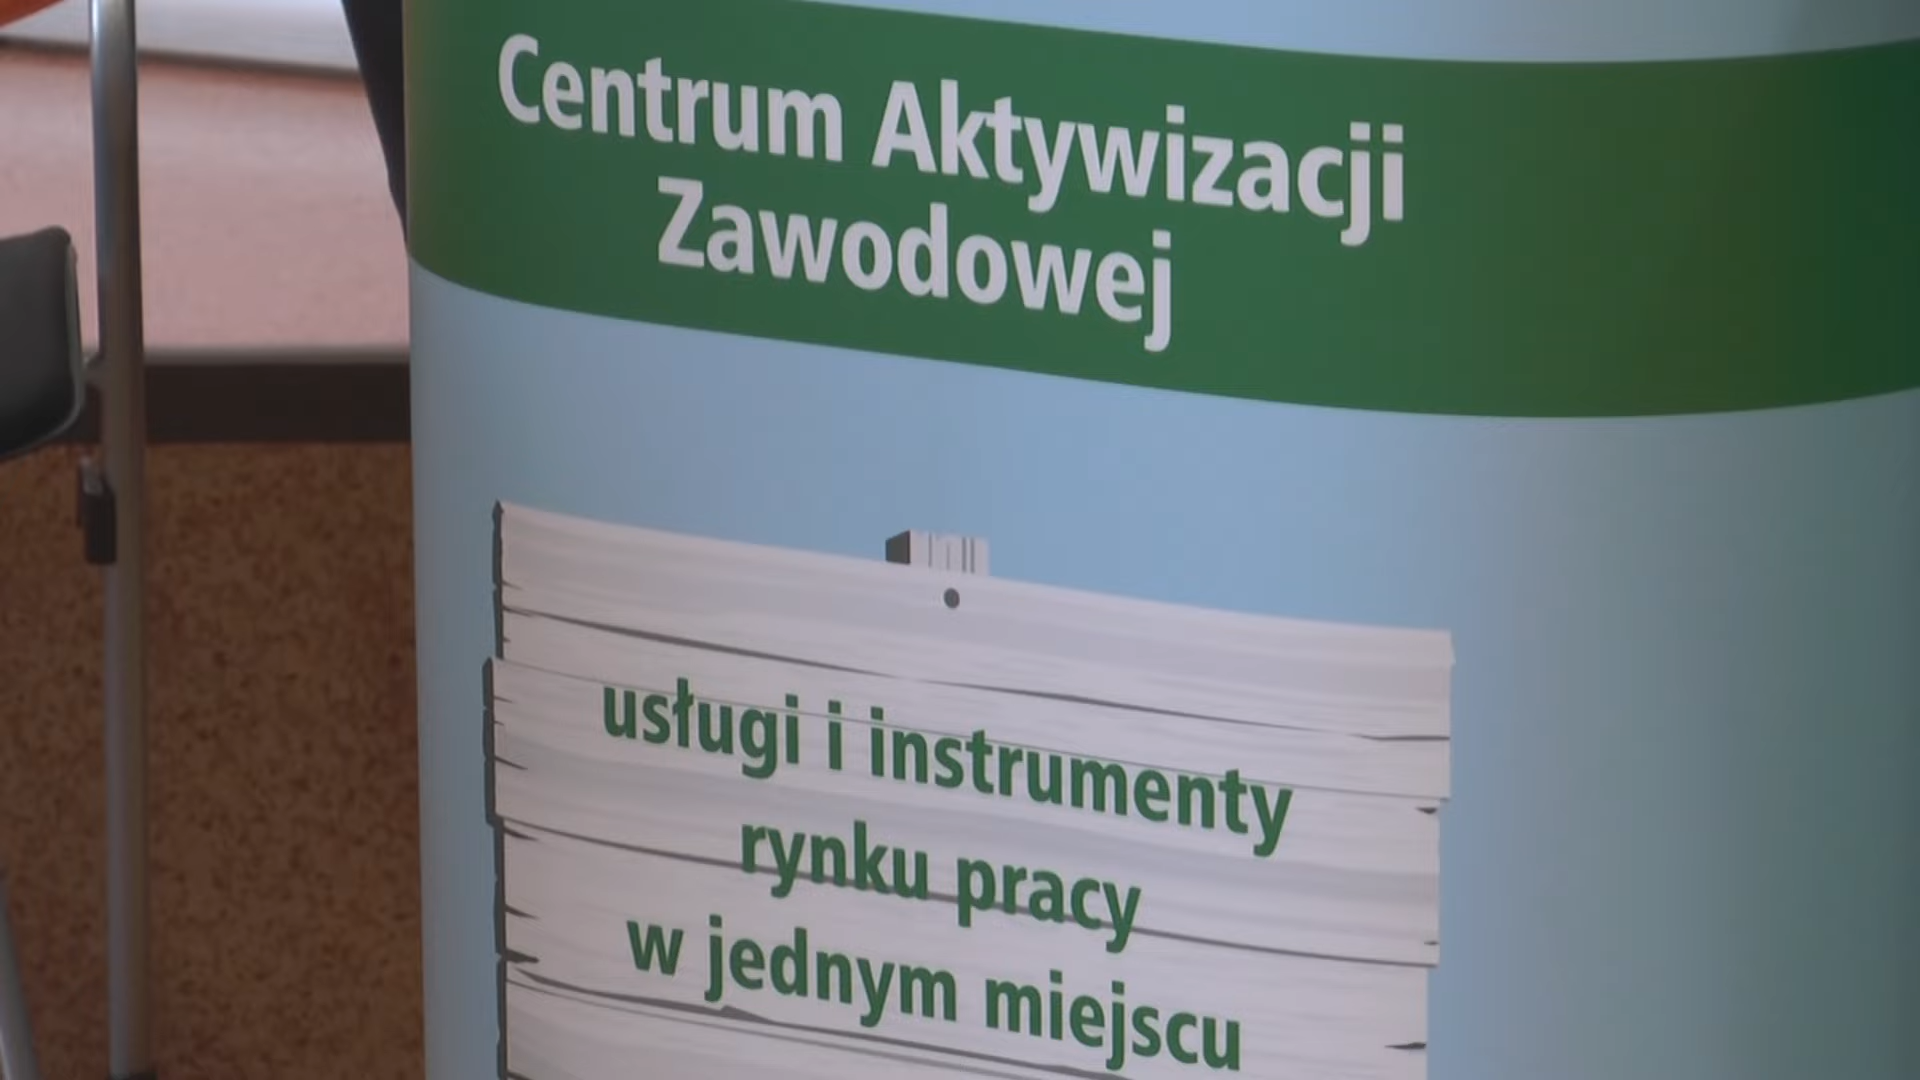 Centrum Aktywizacji
Zawodowej
usługi i instrumenty
rynku pracy
w jednym miejscu